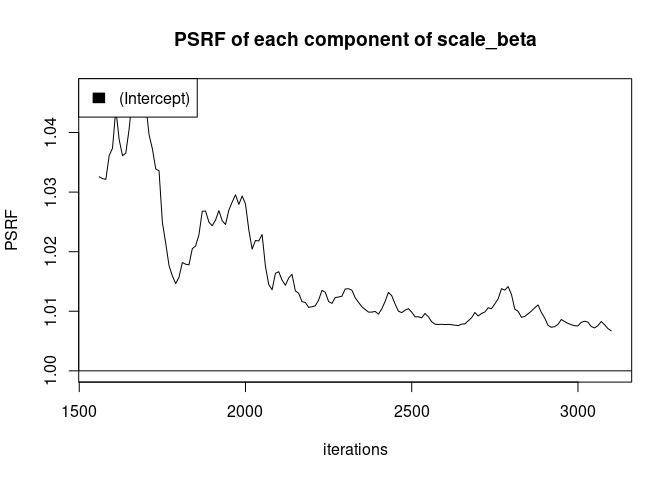 PSRF of each component of scale_beta
(Intercept)
PSRF
1.04
1.03
1.02
1.01
1.00
1500 2000 2500 3000
iterations